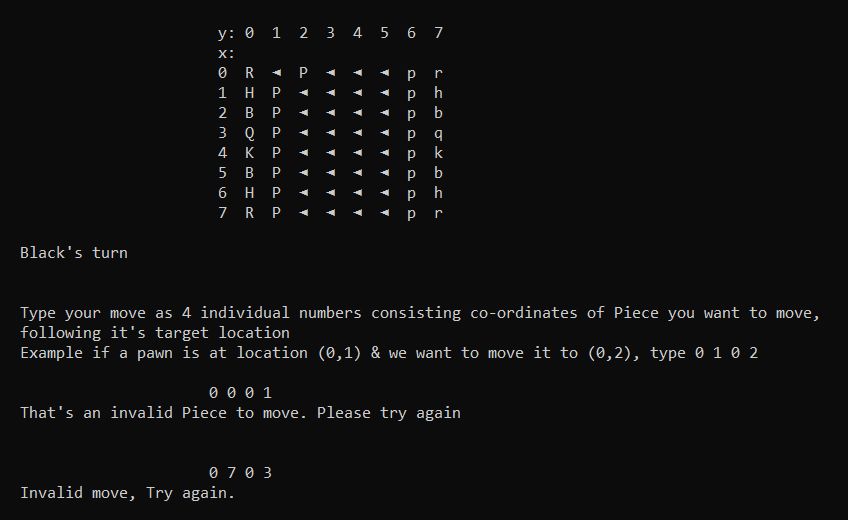 y: 0 1 2 3 4 5 6 7
x:
0 R ◄ P ◄ ◄ ◄ p r
1 H P ◄ ◄ ◄ ◄ p h
2 B P ◄ ◄ ◄ ◄ p b
3 Q P ◄ ◄ ◄ ◄ p q
4 K P ◄ ◄ ◄ ◄ p k
5 B P ◄ ◄ ◄ ◄ p b
6 H P ◄ ◄ ◄ ◄ p h
7 R P ◄ ◄ ◄ ◄ p r
Black's turn
Type your move as 4 individual numbers consisting co-ordinates of Piece you want to move,
following it's target location
Example if a pawn is at location (0,1) & we want to move it to (0,2), type 0 1 0 2
0 0 0 1
That's an invalid Piece to move. Please try again
0 7 0 3
Invalid move, Try again.